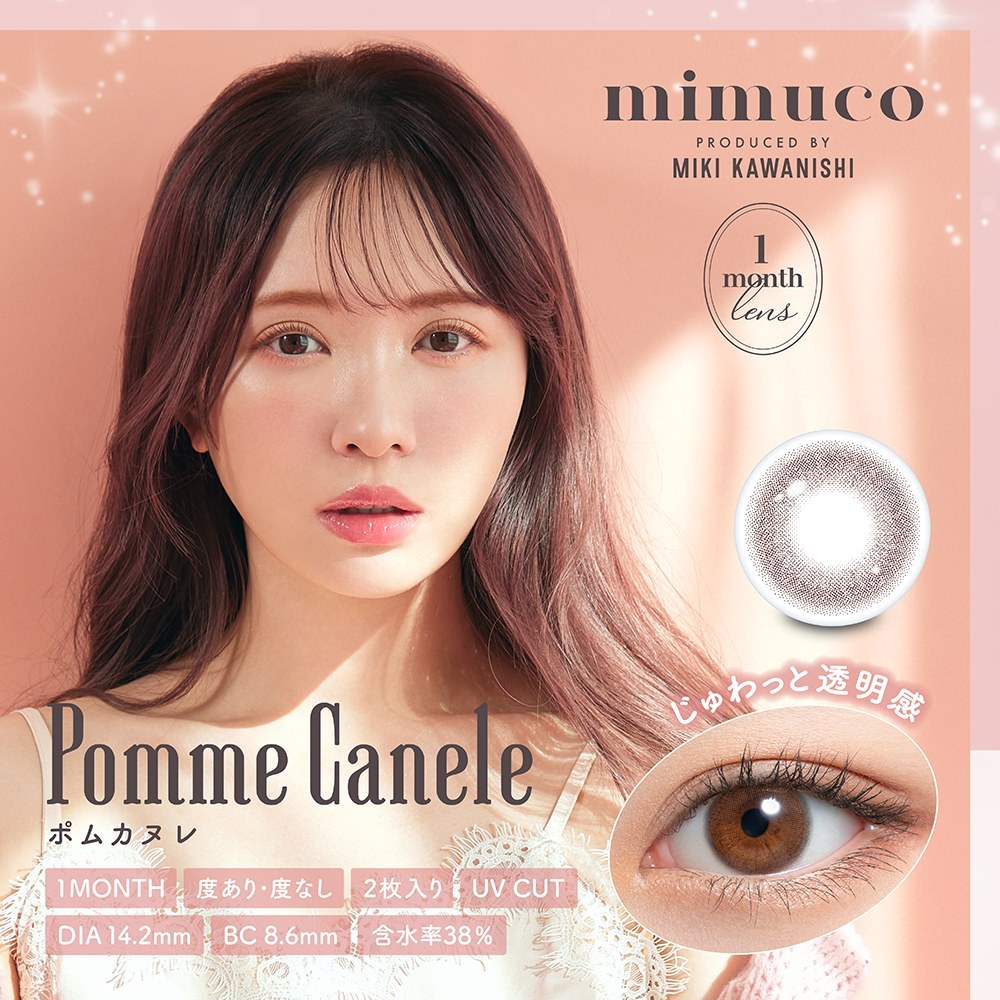 mimuco
PRODUCED BY
MIKI KAWANISHI
1
month
lens
じゅわっと透明感
Pomme Canele
ポムカヌレ
1MONTH 度あり・度なし 2枚入り UV CUT
DIA 14.2mm BC 8.6mm 含水率38%